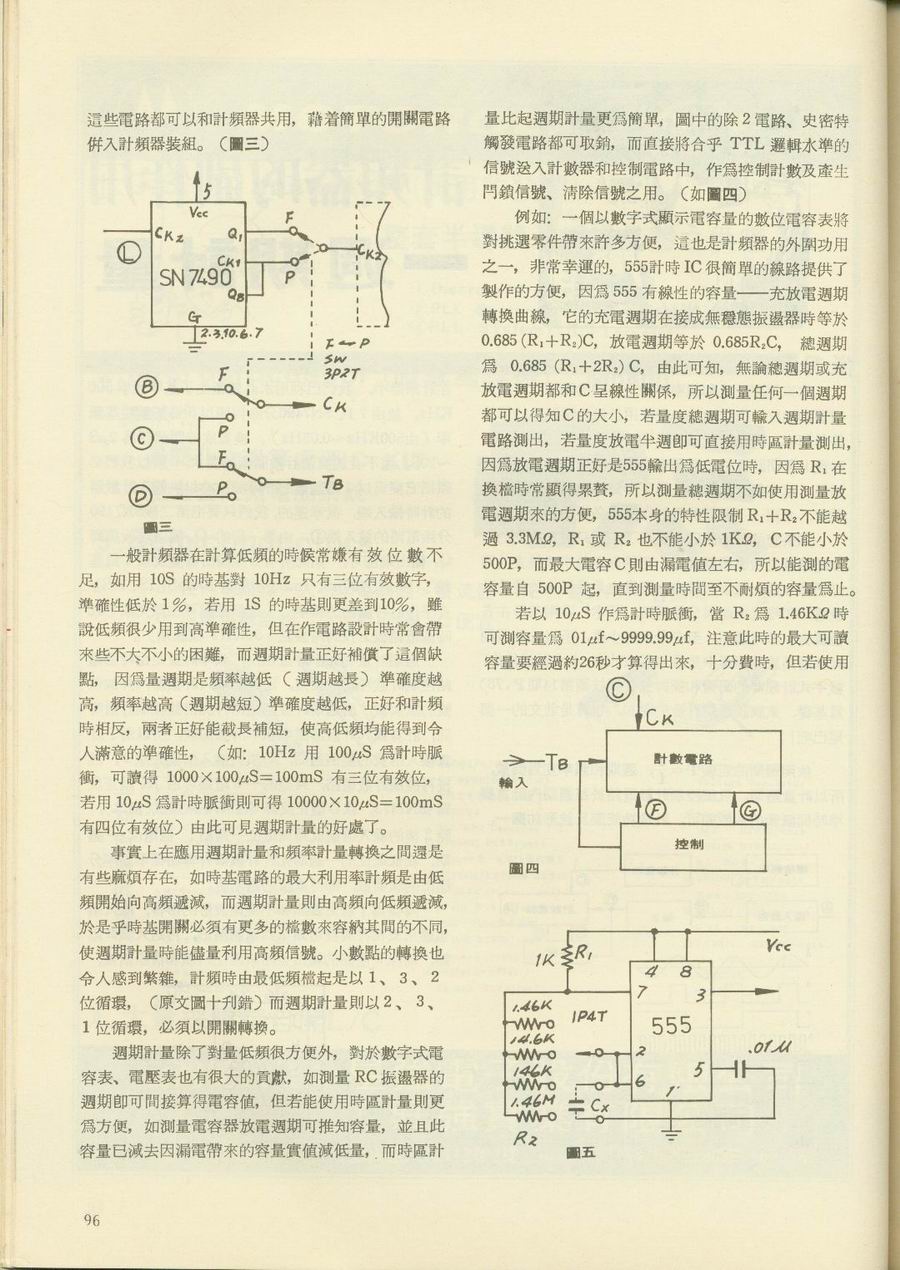 這些電路都可以和計頻器共用，藉着簡單的開關電路
併入計頻器裝組。（圖三）
5
Vcc
CK2
Q1
F
L
CK1
CK2
SN 7490
P
QB
G
2.3.10.6.7
F P
SW
3P2T
B
F
CK
C
P
F
D
P
TB
圖三
一般計頻器在計算低頻的時候常嫌有效位數不
足，如用 10S 的時基對 10Hz 只有三位有效數字，
準確性低於 1％，若用 1S 的時基則更差到10％，雖
說低頻很少用到高準確性，但在作電路設計時常會帶
來些不大不小的困難，而週期計量正好補償了這個缺
點，因爲量週期是頻率越低（週期越長）準確度越
高，頻率越高（週期越短）準確度越低，正好和計頻
時相反，兩者正好能截長補短，使高低頻均能得到令
人滿意的準確性，（如：10Hz 用 100μS 爲計時脈
衝，可讀得 1000×100μS=100mS 有三位有效位，
若用 10μS 爲計時脈衝則可得 10000×10μS=100mS
有四位有效位）由此可見週期計量的好處了。
事實上在應用週期計量和頻率計量轉換之間還是
有些麻煩存在，如時基電路的最大利用率計頻是由低
頻開始向高頻遞減，而週期計量則由高頻向低頻遞減，
於是乎時基開關必須有更多的檔數來容納其間的不同，
使週期計量時能儘量利用高頻信號。小數點的轉換也
令人感到繁雜，計頻時由最低頻檔起是以 1、3、2
位循環，（原文圖十刋錯）而週期計量則以 2、3、
1 位循環，必須以開關轉換。
週期計量除了對量低頻很方便外，對於數字式電
容表、電壓表也有很大的貢獻，如測量 RC 振盪器的
週期卽可間接算得電容値，但若能使用時區計量則更
爲方便，如測量電容器放電週期可推知容量，並且此
容量已減去因漏電帶來的容量實値減低量，而時區計
96
量比起週期計量更爲簡單，圖中的除 2 電路、史密特
觸發電路都可取銷，而直接將合乎 TTL 邏輯水準的
信號送入計數器和控制電路中，作爲控制計數及產生
閂鎖信號、淸除信號之用。（如圖四）
例如：一個以數字式顯示電容量的數位電容表將
對挑選零件帶來許多方便，這也是計頻器的外圍功用
之一，非常幸運的，555計時 IC 很簡單的線路提供了
製作的方便，因爲 555 有線性的容量——充放電週期
轉換曲線，它的充電週期在接成無穩態振盪器時等於
0.685 (R₁+R₂)C，放電週期等於 0.685R₂C，總週期
爲 0.685 (R₁+2R₂) C，由此可知，無論總週期或充
放電週期都和 C 呈線性關係，所以測量任何一個週期
都可以得知 C 的大小，若量度總週期可輸入週期計量
電路測出，若量度放電半週卽可直接用時區計量測出，
因爲放電週期正好是555輸出爲低電位時，因爲 R₁ 在
換檔時常顯得累贅，所以測量總週期不如使用測量放
電週期來的方便，555本身的特性限制 R₁+R₂ 不能越
過 3.3MΩ，R₁ 或 R₂ 也不能小於 1KΩ，C 不能小於
500P，而最大電容 C 則由漏電值左右，所以能測的電
容量自 500P 起，直到測量時間至不耐煩的容量爲止。
若以 10μS 作爲計時脈衝，當 R₂ 爲 1.46KΩ 時
可測容量爲 01μf～9999.99μf，注意此時的最大可讀
容量要經過約26秒才算得出來，十分費時，但若使用
C
CK
TB
輸入
計數電路
F
G
控制
圖四
Vcc
1K
R1
4 8
7
3
1.46K
1P4T
555
14.6K
2
.01μ
146K
6
5
1
1.46M
Cx
R2
圖五